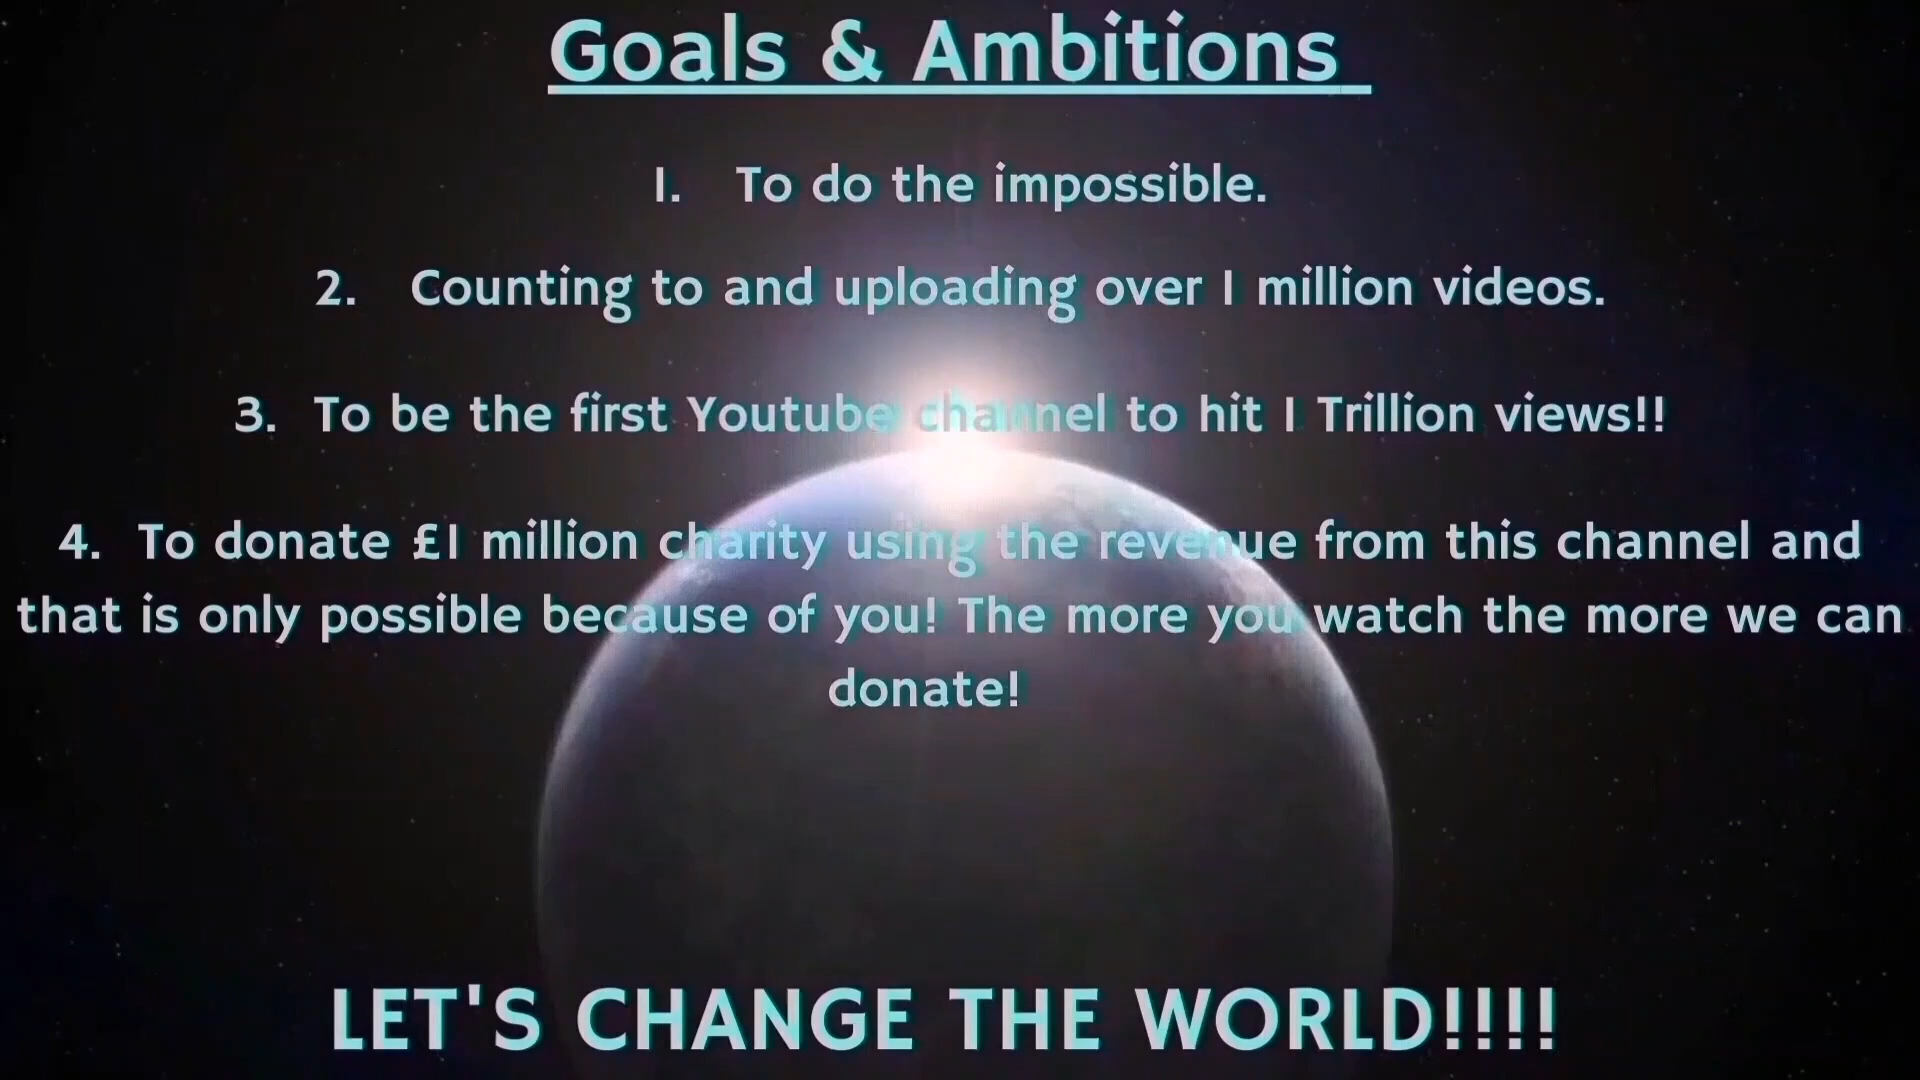 Goals & Ambitions
1. To do the impossible.
2. Counting to and uploading over 1 million videos.
3. To be the first Youtube channel to hit 1 Trillion views!!
4. To donate £1 million charity using the revenue from this channel and
that is only possible because of you! The more you watch the more we can
donate!
LET'S CHANGE THE WORLD!!!!